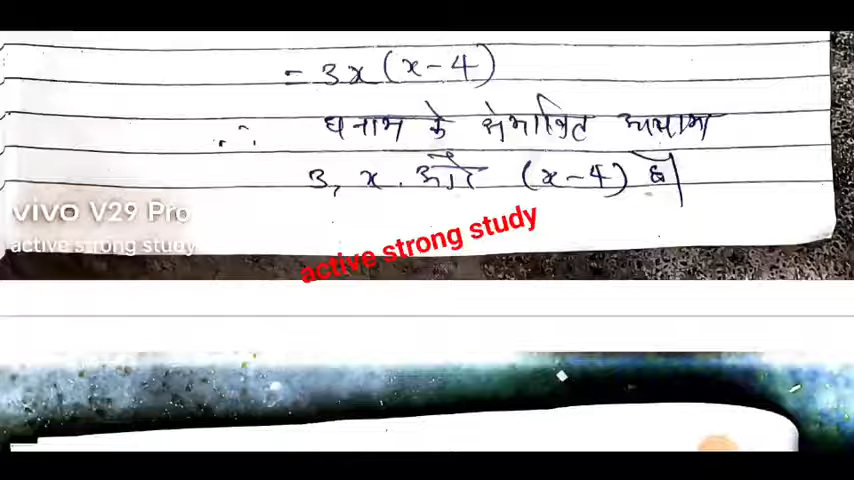 = 3x(x-4)
∴ घनाभ के संभावित आयाम
3, x. और (x-4) है|
vivo V29 Pro
active strong study
active strong study